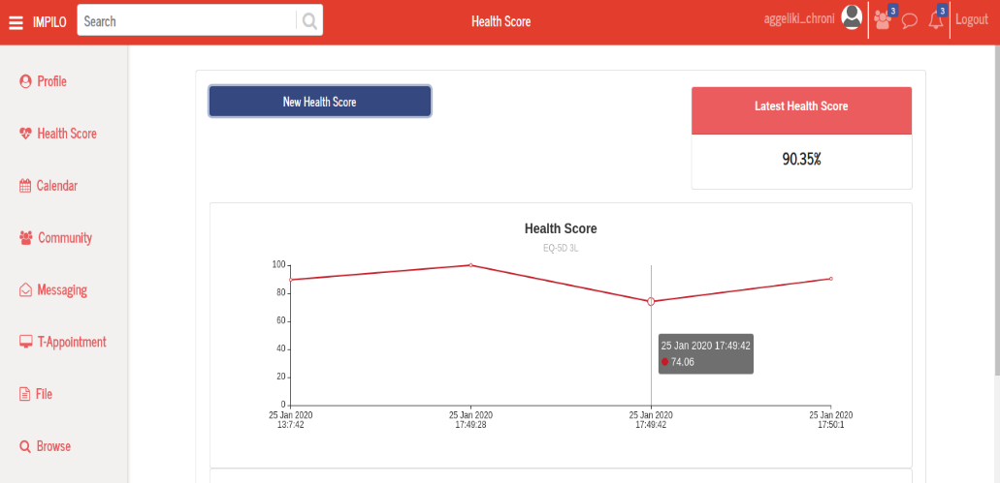 IMPILO
Search
Health Score
aggeliki_chroni
3
3
Logout
Profile
Health Score
Calendar
Community
Messaging
T-Appointment
File
Browse
New Health Score
Latest Health Score
90.35%
Health Score
EQ-5D 3L
100
80
60
40
20
0
25 Jan 2020 17:49:42
74.06
25 Jan 2020
13:7:42
25 Jan 2020
17:49:28
25 Jan 2020
17:49:42
25 Jan 2020
17:50:1